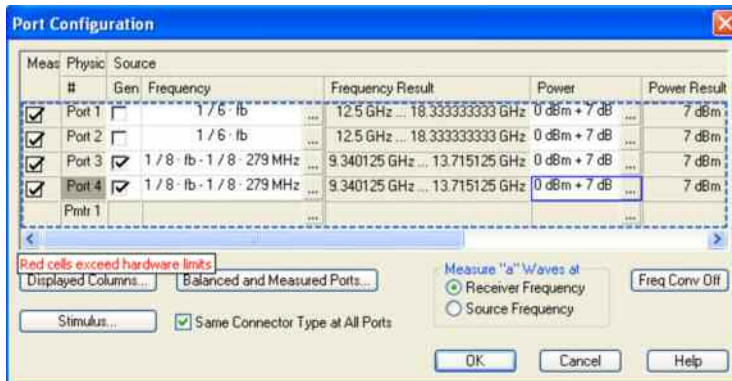 Port Configuration
Meas Physic Source
# Gen Frequency Frequency Result Power Power Result
Port 1 1 / 6 · fb ... 12.5 GHz ... 18.333333333 GHz 0 dBm + 7 dB ... 7 dBm
Port 2 1 / 6 · fb ... 12.5 GHz ... 18.333333333 GHz 0 dBm + 7 dB ... 7 dBm
Port 3 1 / 8 · fb - 1 / 8 · 279 MHz ... 9.340125 GHz ... 13.715125 GHz 0 dBm + 7 dB ... 7 dBm
Port 4 1 / 8 · fb - 1 / 8 · 279 MHz ... 9.340125 GHz ... 13.715125 GHz 0 dBm + 7 dB ... 7 dBm
Pmtr 1 ... ...
Red cells exceed hardware limits
Displayed Columns... Balanced and Measured Ports...
Measure "a" Waves at
Receiver Frequency
Source Frequency
Freq Conv Off
Stimulus... Same Connector Type at All Ports
OK Cancel Help